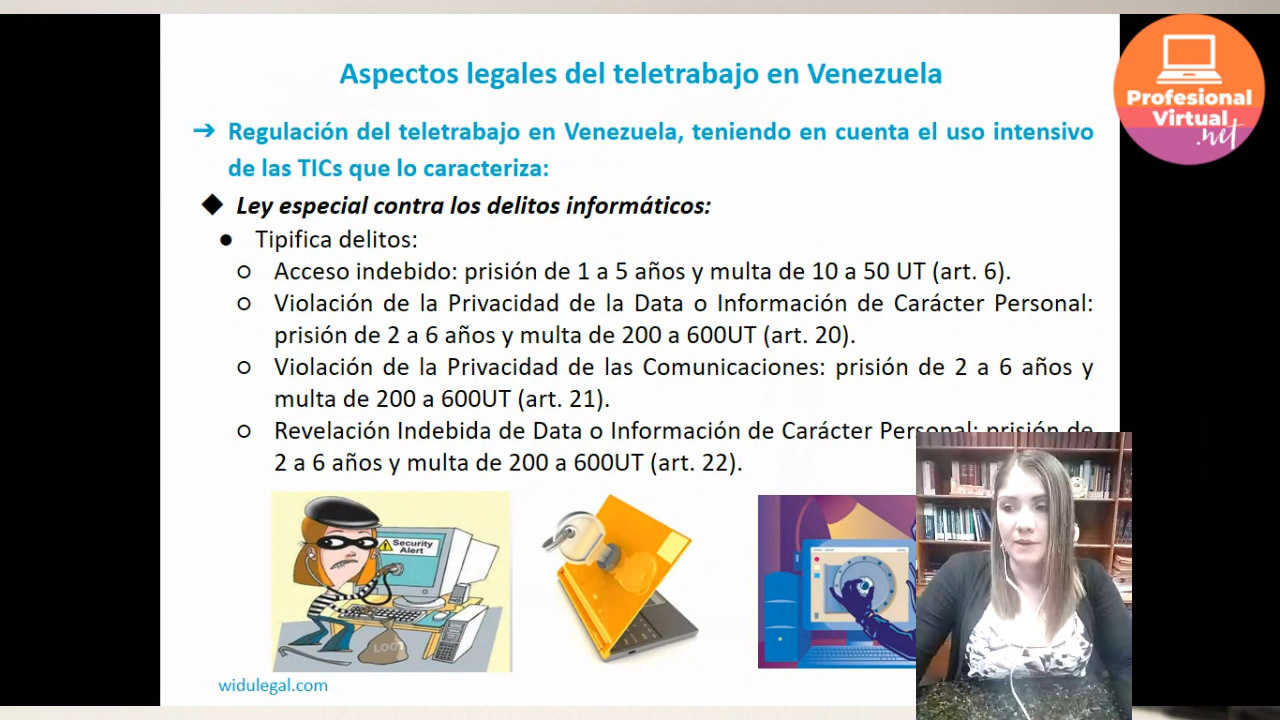 Aspectos legales del teletrabajo en Venezuela
Profesional
Virtual
.net
➔ Regulación del teletrabajo en Venezuela, teniendo en cuenta el uso intensivo
de las TICs que lo caracteriza:
◆ Ley especial contra los delitos informáticos:
● Tipifica delitos:
○ Acceso indebido: prisión de 1 a 5 años y multa de 10 a 50 UT (art. 6).
○ Violación de la Privacidad de la Data o Información de Carácter Personal:
prisión de 2 a 6 años y multa de 200 a 600UT (art. 20).
○ Violación de la Privacidad de las Comunicaciones: prisión de 2 a 6 años y
multa de 200 a 600UT (art. 21).
○ Revelación Indebida de Data o Información de Carácter Personal: prisión de
2 a 6 años y multa de 200 a 600UT (art. 22).
Security
Alert
LOOT
widulegal.com